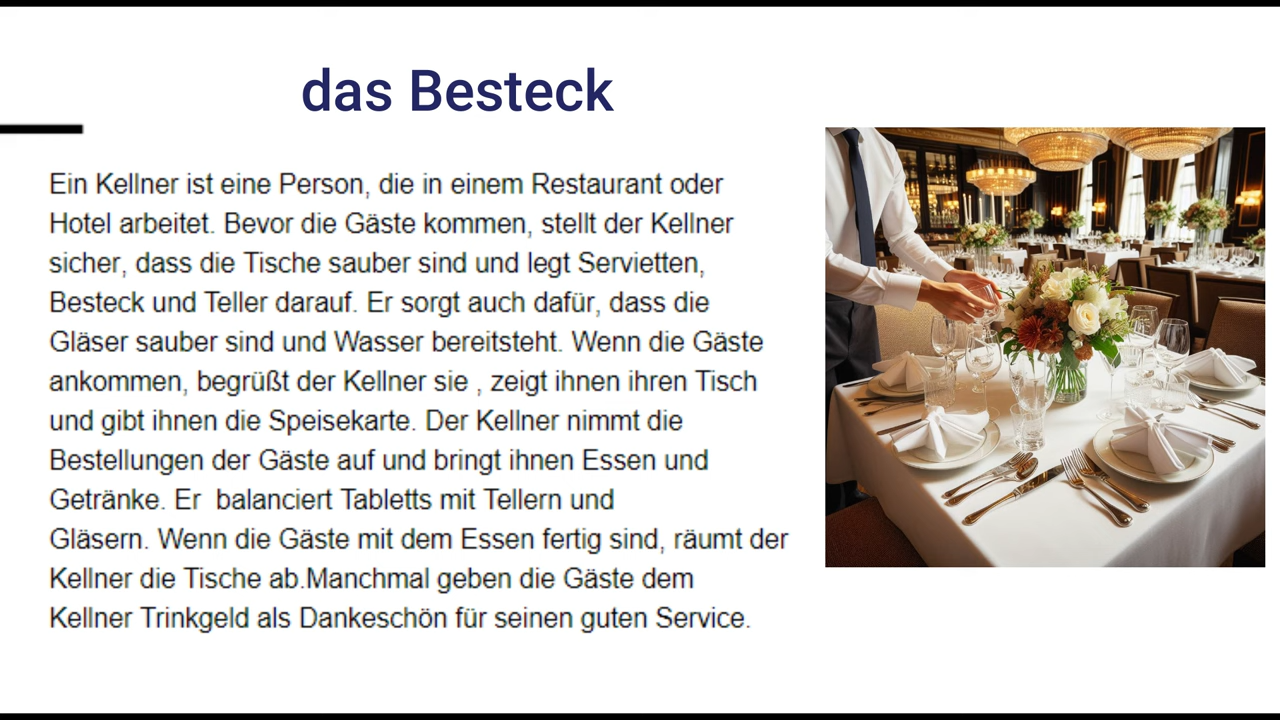 das Besteck
Ein Kellner ist eine Person, die in einem Restaurant oder
Hotel arbeitet. Bevor die Gäste kommen, stellt der Kellner
sicher, dass die Tische sauber sind und legt Servietten,
Besteck und Teller darauf. Er sorgt auch dafür, dass die
Gläser sauber sind und Wasser bereitsteht. Wenn die Gäste
ankommen, begrüßt der Kellner sie , zeigt ihnen ihren Tisch
und gibt ihnen die Speisekarte. Der Kellner nimmt die
Bestellungen der Gäste auf und bringt ihnen Essen und
Getränke. Er  balanciert Tabletts mit Tellern und
Gläsern. Wenn die Gäste mit dem Essen fertig sind, räumt der
Kellner die Tische ab.Manchmal geben die Gäste dem
Kellner Trinkgeld als Dankeschön für seinen guten Service.